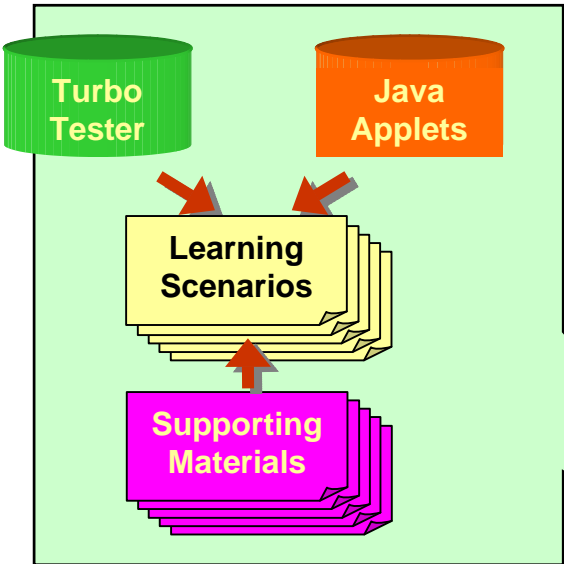 Turbo
Tester
Java
Applets
Learning
Scenarios
Supporting
Materials